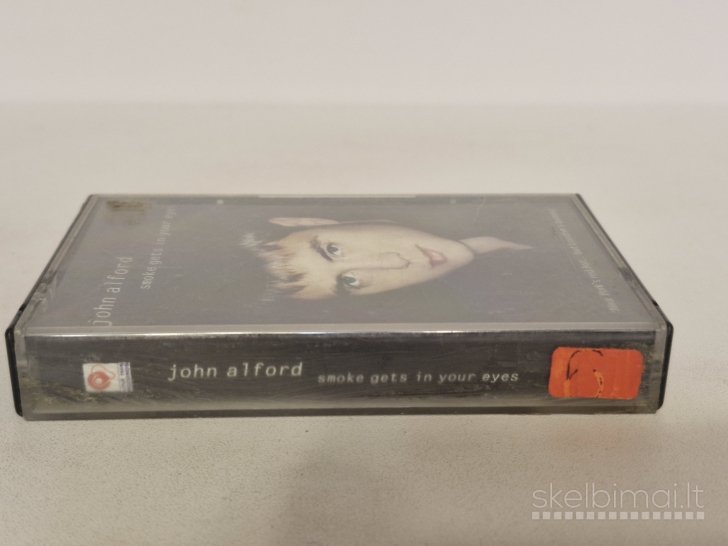 john alford
smoke gets in your eyes
john alford
smoke gets in your eyes
skelbimai.lt